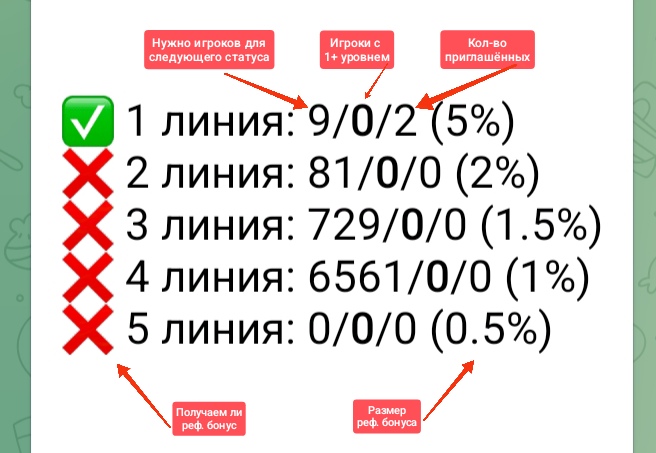 Нужно игроков для
следующего статуса
Игроки с
1+ уровнем
Кол-во
приглашённых
✅ 1 линия: 9/0/2 (5%)
❌ 2 линия: 81/0/0 (2%)
❌ 3 линия: 729/0/0 (1.5%)
❌ 4 линия: 6561/0/0 (1%)
❌ 5 линия: 0/0/0 (0.5%)
Получаем ли
реф. бонус
Размер
реф. бонуса